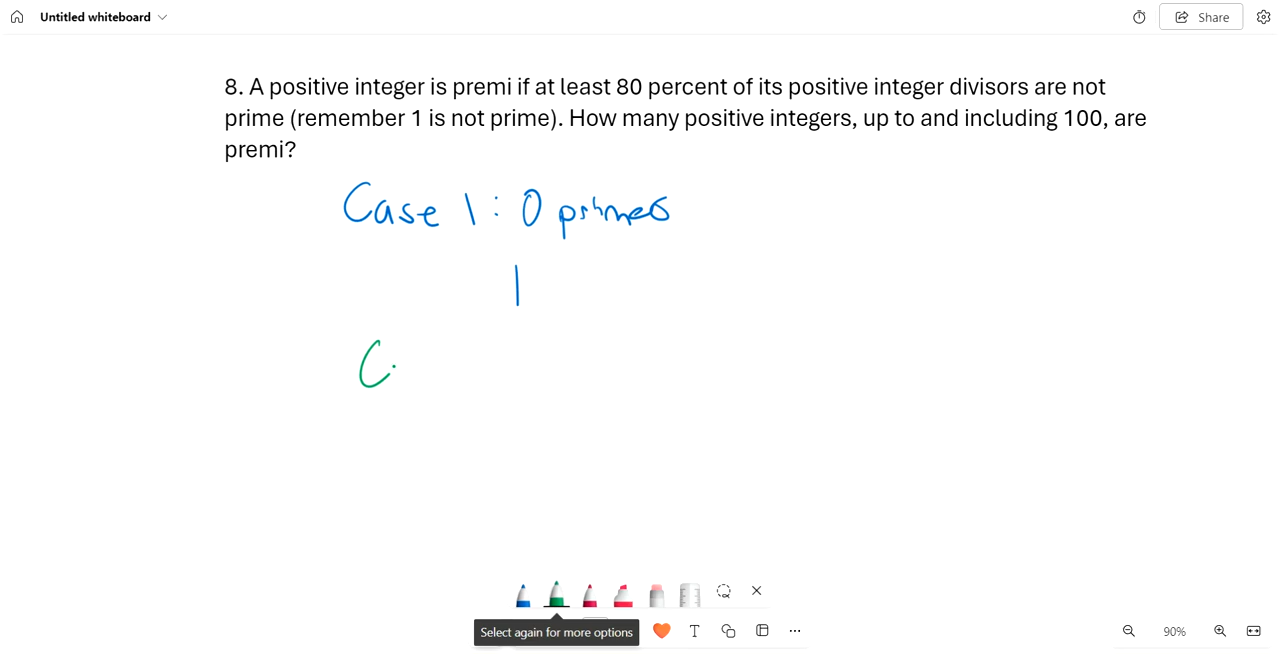 Untitled whiteboard
Share
8. A positive integer is premi if at least 80 percent of its positive integer divisors are not
prime (remember 1 is not prime). How many positive integers, up to and including 100, are
premi?
Case 1: 0 primes
1
C
Select again for more options
90%